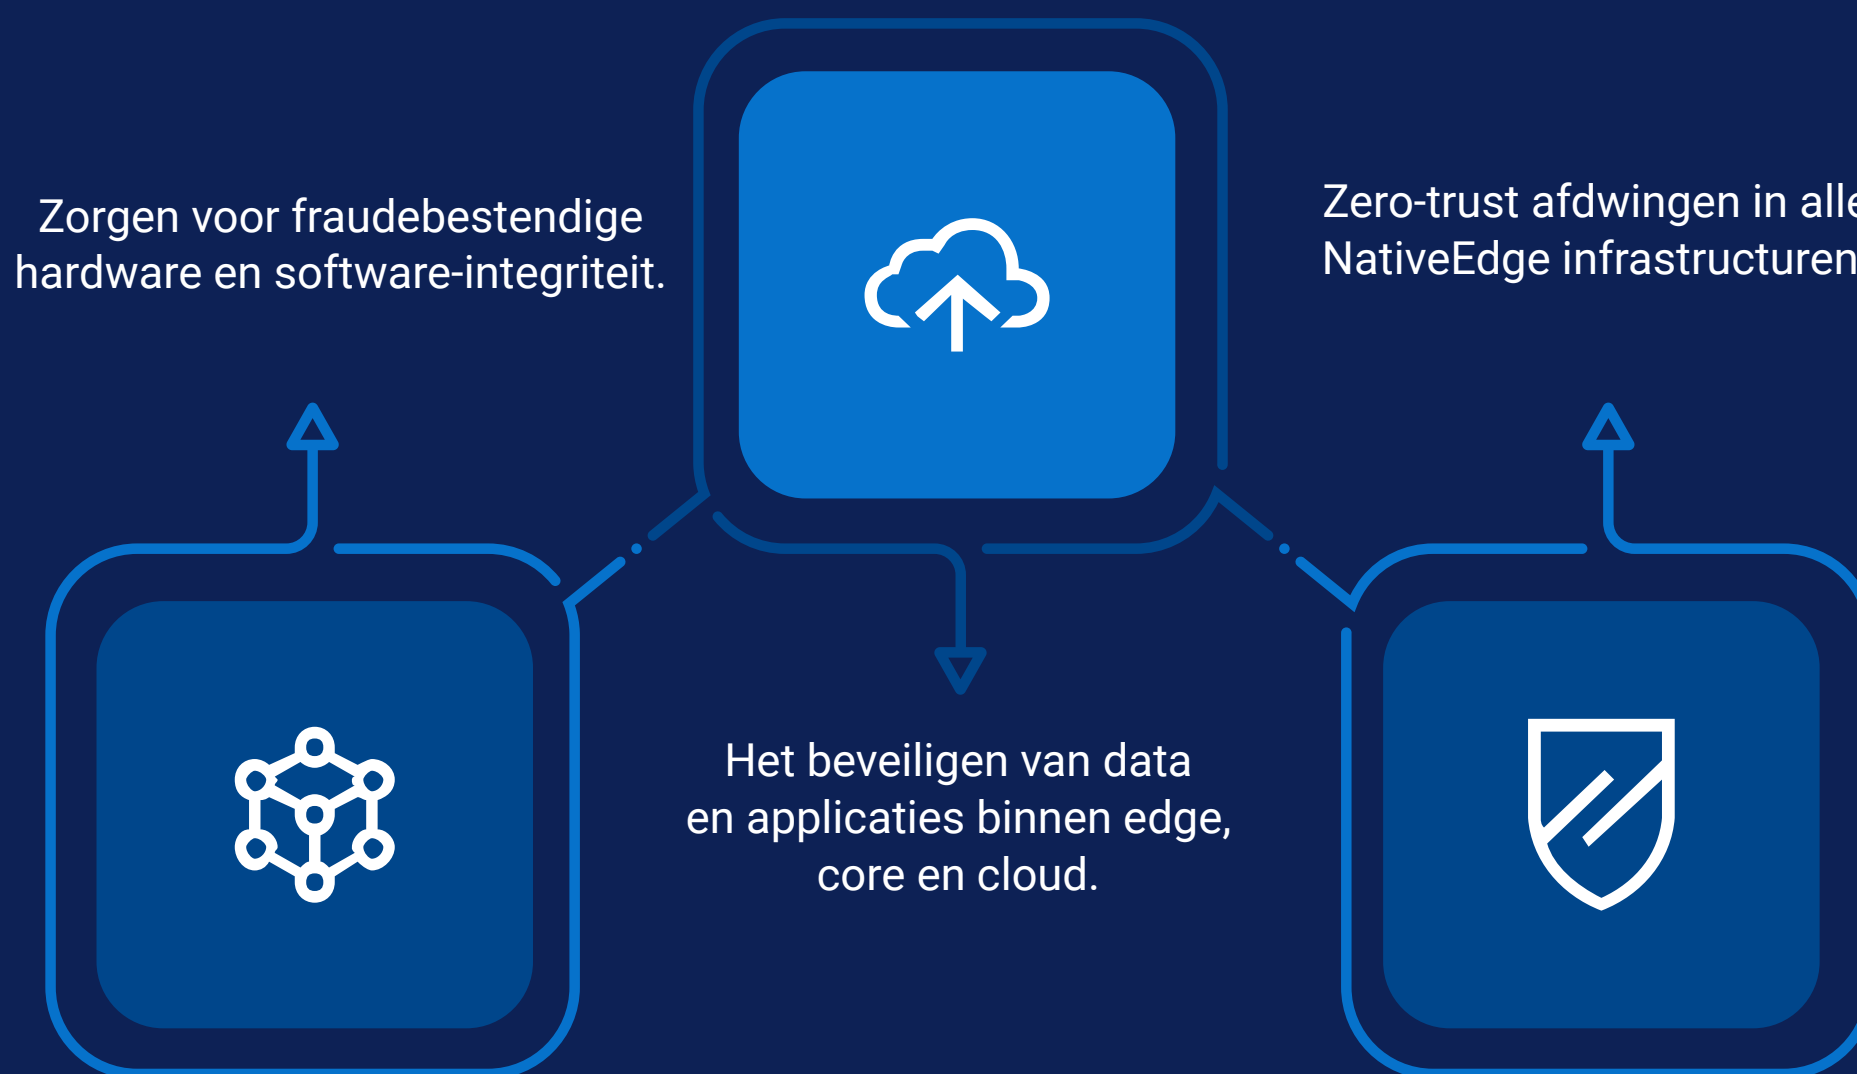 Zorgen voor fraudebestendige
hardware en software-integriteit.
Het beveiligen van data
en applicaties binnen edge,
core en cloud.
Zero-trust afdwingen in alle
NativeEdge infrastructuren